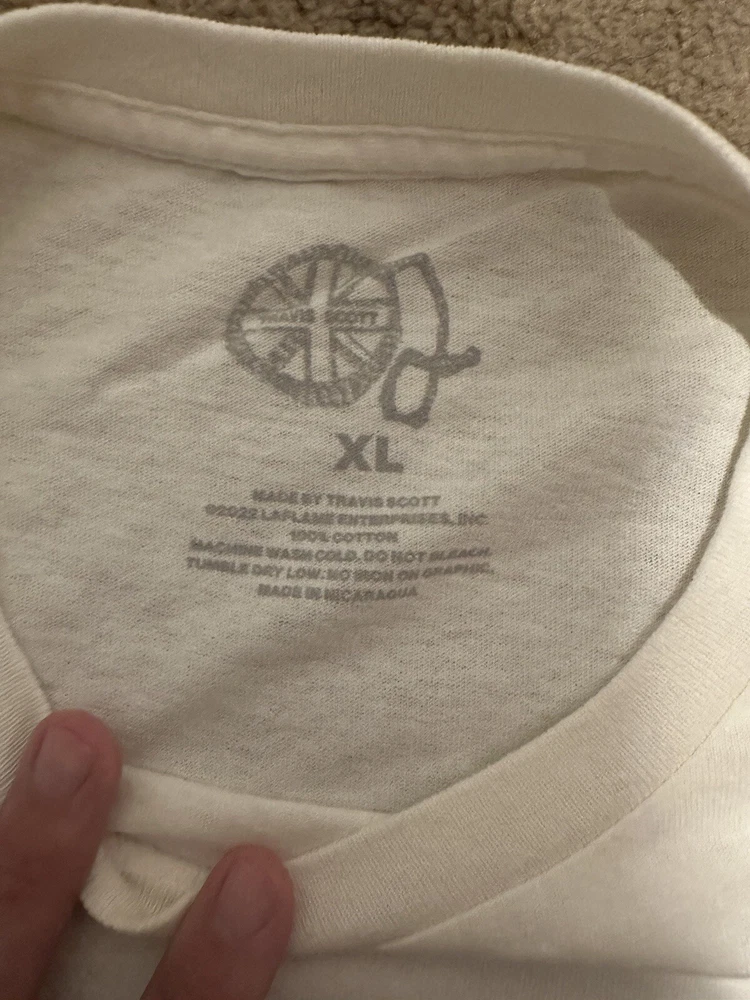 TRAVIS SCOTT
XL
MADE BY TRAVIS SCOTT
©2022 LAFLAME ENTERPRISES, INC.
100% COTTON
MACHINE WASH COLD. DO NOT BLEACH.
TUMBLE DRY LOW. NO IRON ON GRAPHIC.
MADE IN NICARAGUA